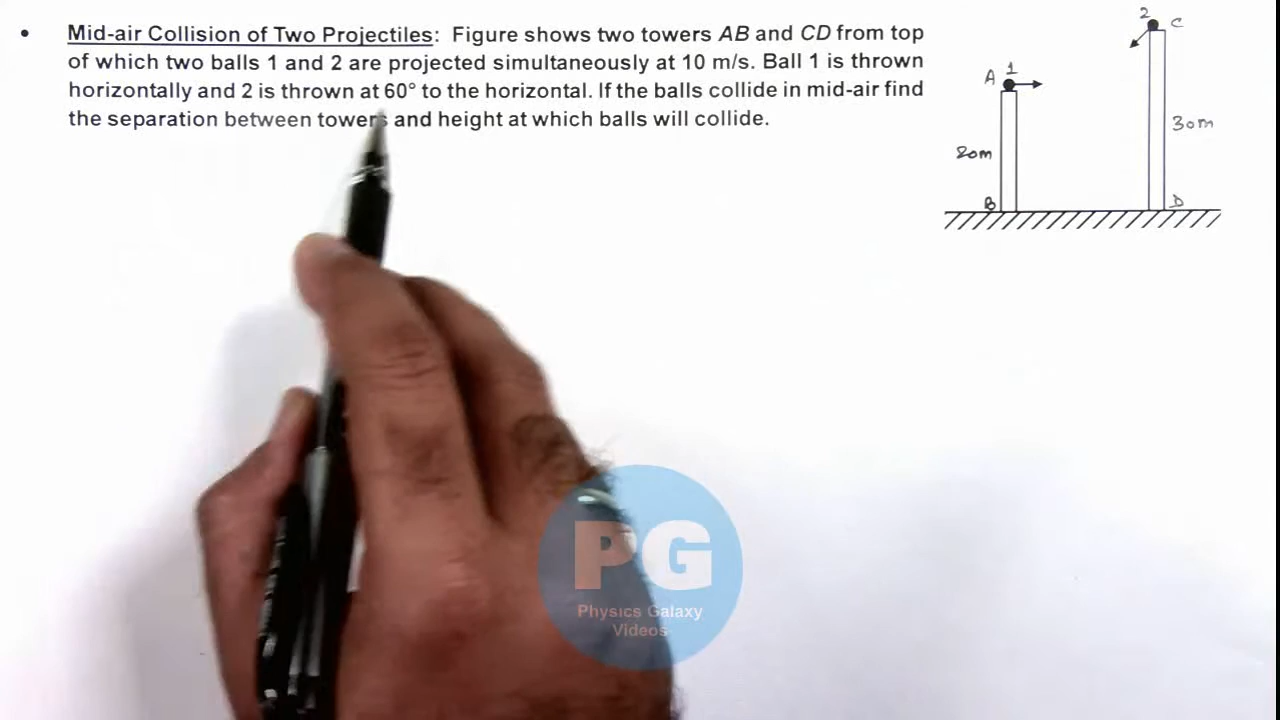 • Mid-air Collision of Two Projectiles: Figure shows two towers AB and CD from top
of which two balls 1 and 2 are projected simultaneously at 10 m/s. Ball 1 is thrown
horizontally and 2 is thrown at 60° to the horizontal. If the balls collide in mid-air find
the separation between towers and height at which balls will collide.
2 C
A 1
30m
20m
B D
PG
Physics Galaxy
Videos